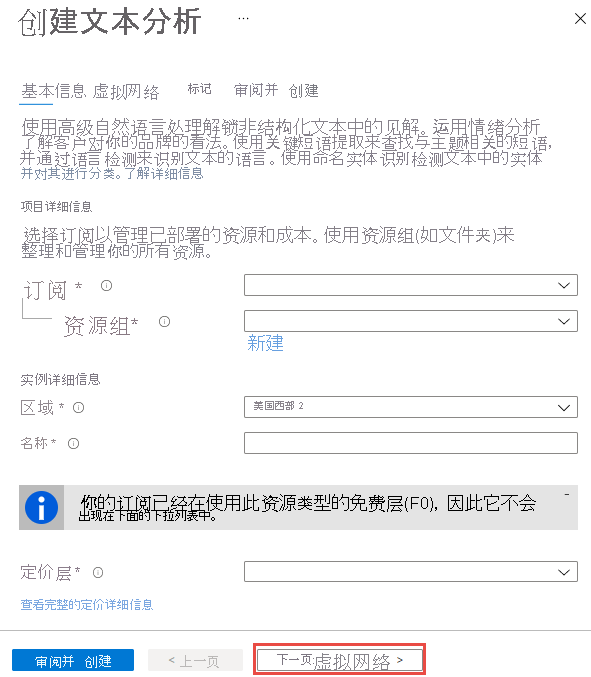 创建文本分析 ...
基本信息 虚拟网络 标记 审阅并 创建
使用高级自然语言处理解锁非结构化文本中的见解。运用情绪分析
了解客户对你的品牌的看法。使用关键短语提取来查找与主题相关的短语,
并通过语言检测来识别文本的语言。使用命名实体识别检测文本中的实体
并对其进行分类。了解详细信息
项目详细信息
选择订阅以管理已部署的资源和成本。使用资源组(如文件夹)来
整理和管理你的所有资源。
订阅 *
资源组*
新建
实例详细信息
区域 *
美国西部 2
名称 *
你的订阅已经在使用此资源类型的免费层(F0), 因此它不会
出现在下面的下拉列表中。
定价层*
查看完整的定价详细信息
审阅并 创建
< 上一页
下一页:虚拟网络 >